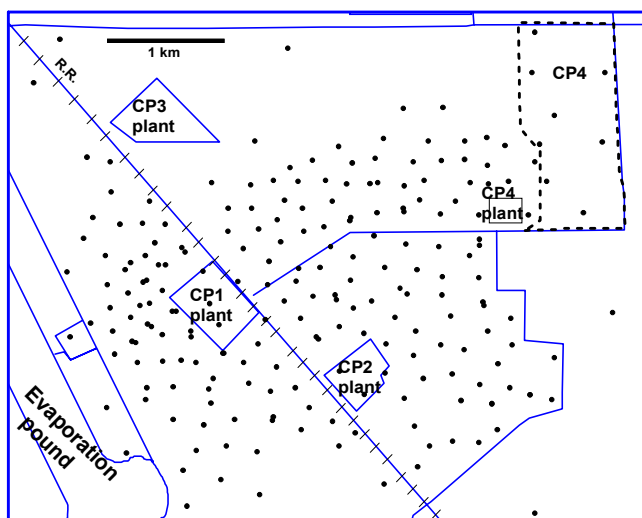 1 km
R.R.
CP4
CP3
plant
CP4
plant
CP1
plant
CP2
plant
Evaporation
pound